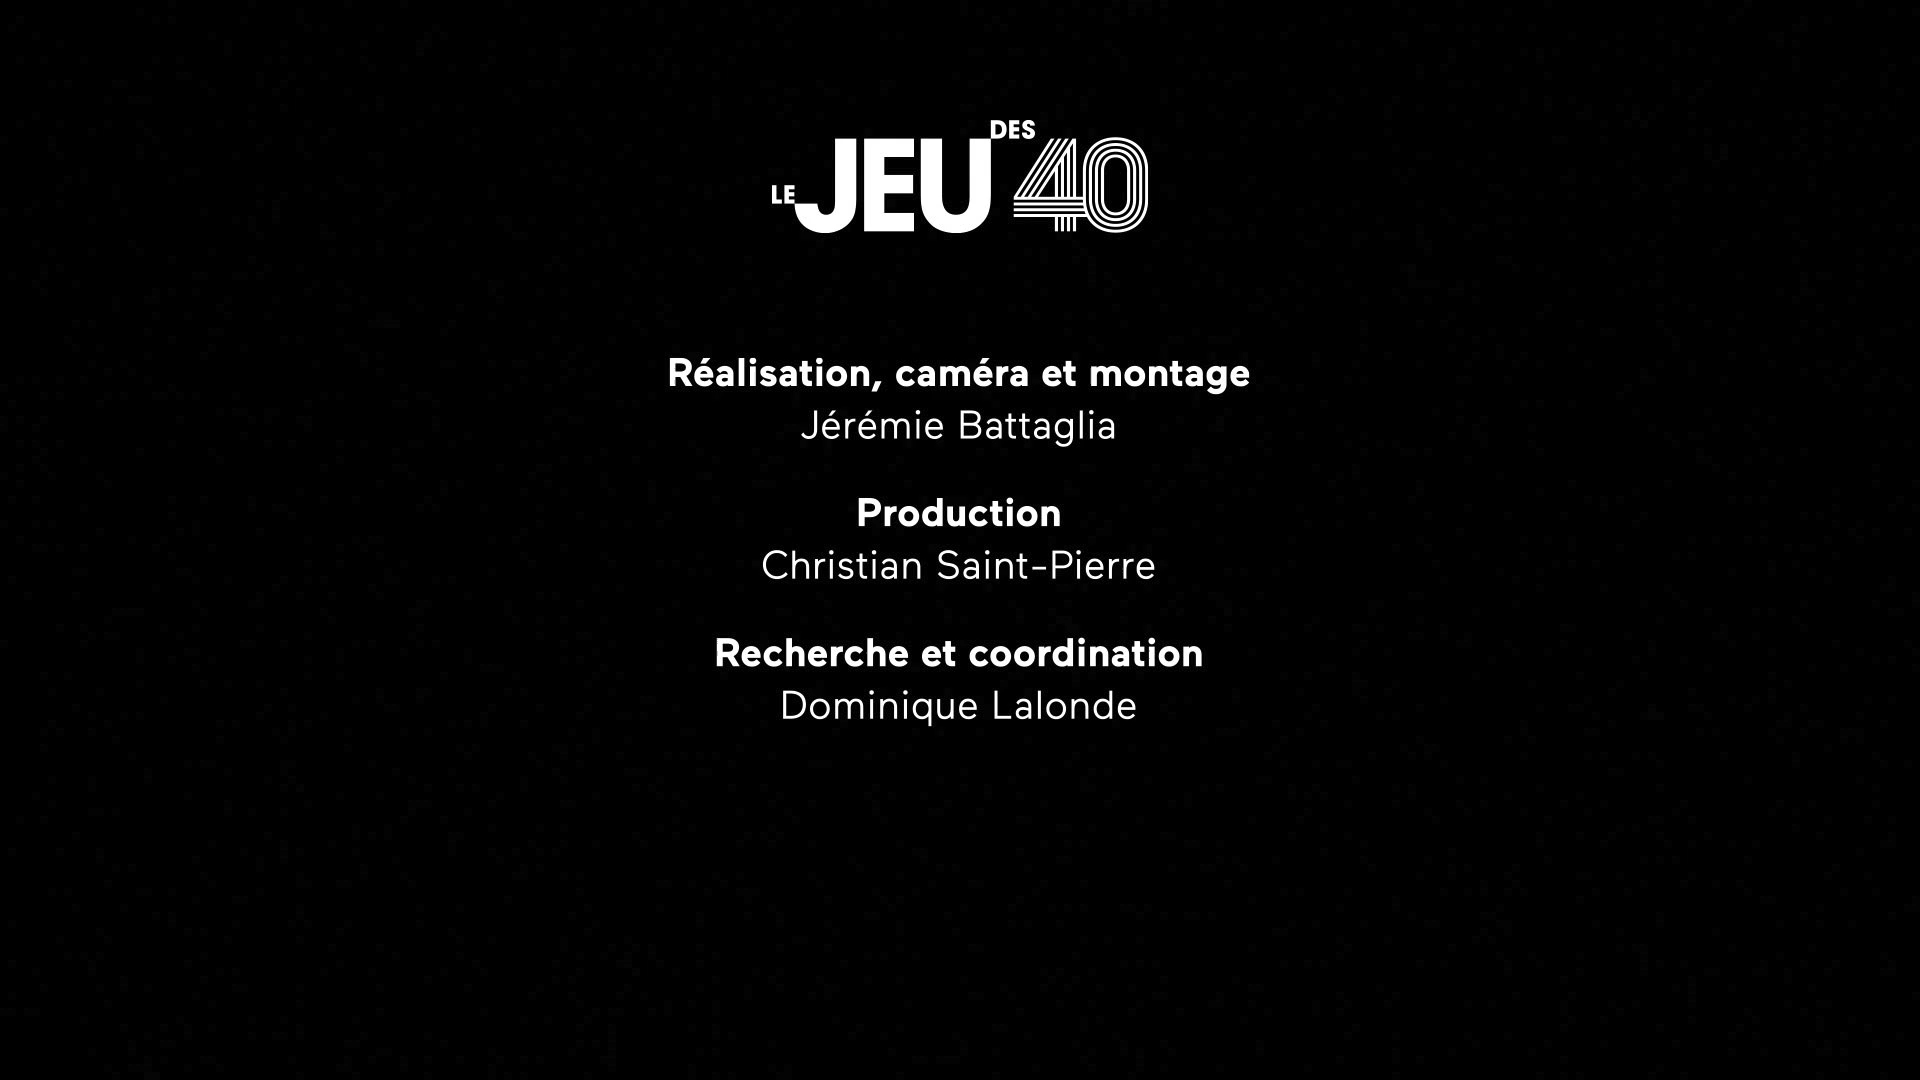 LE JEU DES 40
Réalisation, caméra et montage
Jérémie Battaglia
Production
Christian Saint-Pierre
Recherche et coordination
Dominique Lalonde